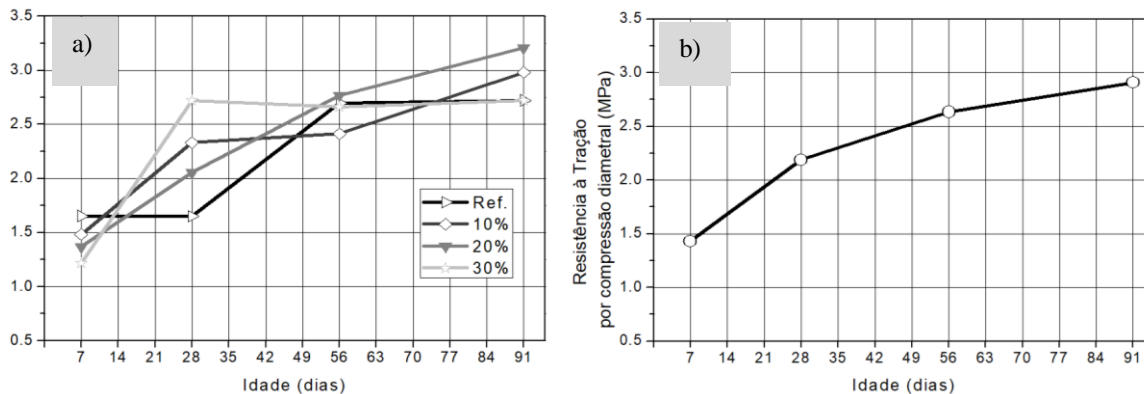 a)
3.5
3.0
2.5
2.0
1.5
1.0
0.5
7 14 21 28 35 42 49 56 63 70 77 84 91
Idade (dias)
Ref.
10%
20%
30%
b)
Resistência à Tração
por compressão diametral (MPa)
3.5
3.0
2.5
2.0
1.5
1.0
0.5
7 14 21 28 35 42 49 56 63 70 77 84 91
Idade (dias)